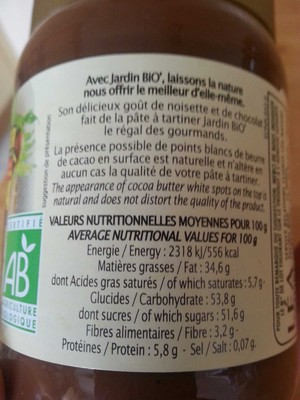 Avec Jardin BiO', laissons la nature
nous offrir le meilleur d'elle-même.
Son délicieux goût de noisette et de chocolat
fait de la pâte à tartiner Jardin BiO'
le régal des gourmands.
La présence possible de points blancs de beurre
de cacao en surface est naturelle et n'altère en
aucun cas la qualité de votre pâte à tartiner.
The appearance of cocoa butter white spots on the top is
natural and does not distort the quality of the product.
VALEURS NUTRITIONNELLES MOYENNES POUR 100 g
AVERAGE NUTRITIONAL VALUES FOR 100 g
Energie / Energy : 2318 kJ/556 kcal
Matières grasses / Fat : 34,6 g
dont Acides gras saturés / of which saturates : 5,7 g
Glucides / Carbohydrate : 53,8 g
dont sucres / of which sugars : 51,6 g
Fibres alimentaires / Fibre : 3,2 g
Protéines / Protein : 5,8 g - Sel / Salt : 0,07 g.
Suggestion de présentation
CERTIFIÉ
AB
AGRICULTURE
BIOLOGIQUE